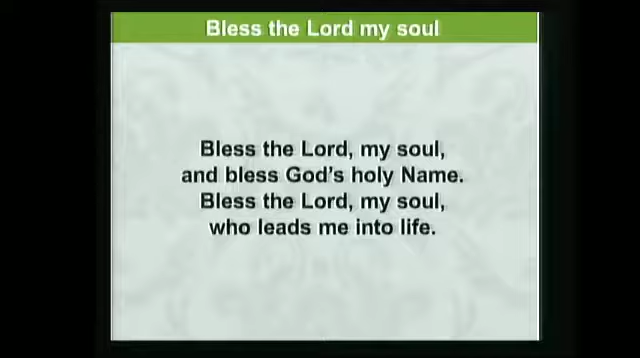 Bless the Lord my soul
Bless the Lord, my soul,
and bless God's holy Name.
Bless the Lord, my soul,
who leads me into life.